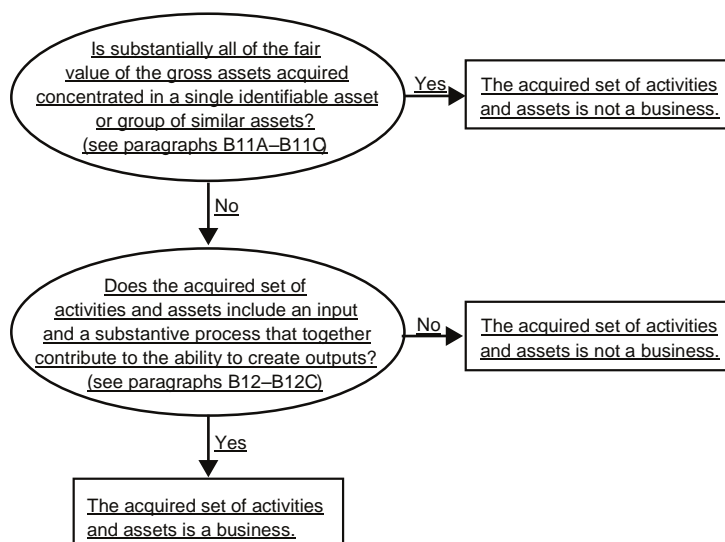 Is substantially all of the fair
value of the gross assets acquired
concentrated in a single identifiable asset
or group of similar assets?
(see paragraphs B11A–B11C)
Yes
The acquired set of activities
and assets is not a business.
No
Does the acquired set of
activities and assets include an input
and a substantive process that together
contribute to the ability to create outputs?
(see paragraphs B12–B12C)
No
The acquired set of activities
and assets is not a business.
Yes
The acquired set of activities
and assets is a business.